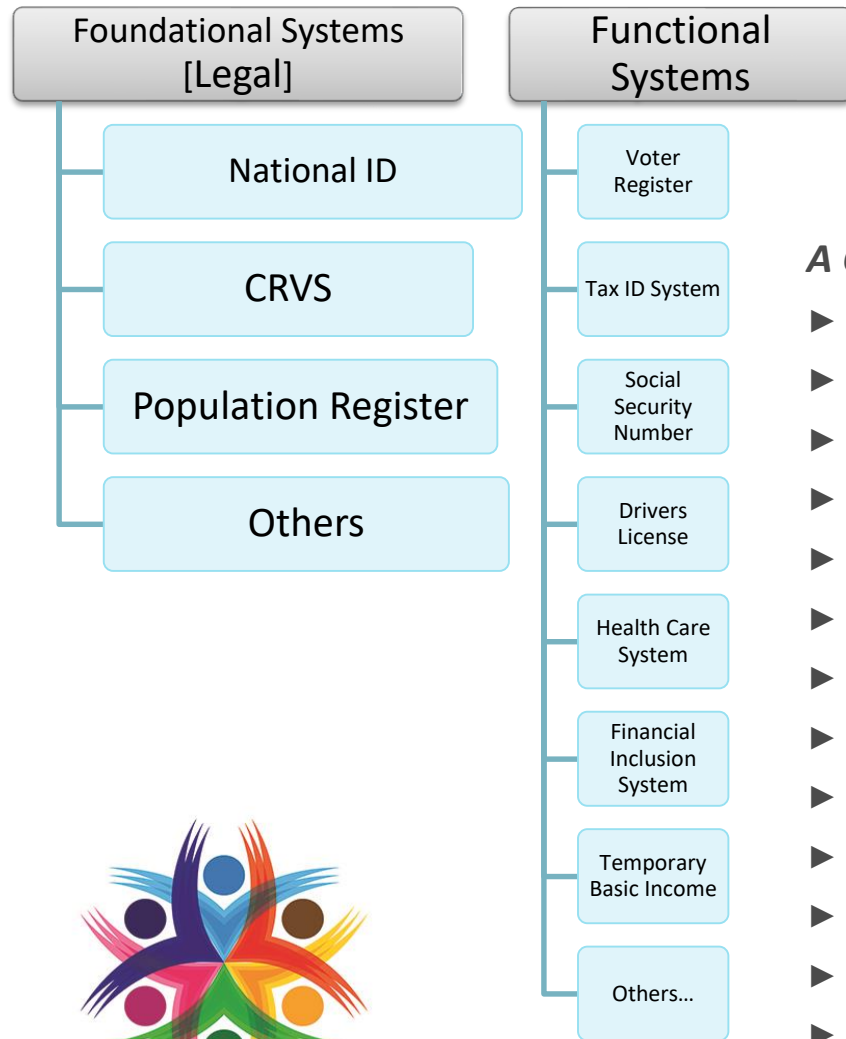 Foundational Systems
[Legal]
National ID
CRVS
Population Register
Others
Functional
Systems
Voter
Register
Tax ID System
Social
Security
Number
Drivers
License
Health Care
System
Financial
Inclusion
System
Temporary
Basic Income
Others…
A